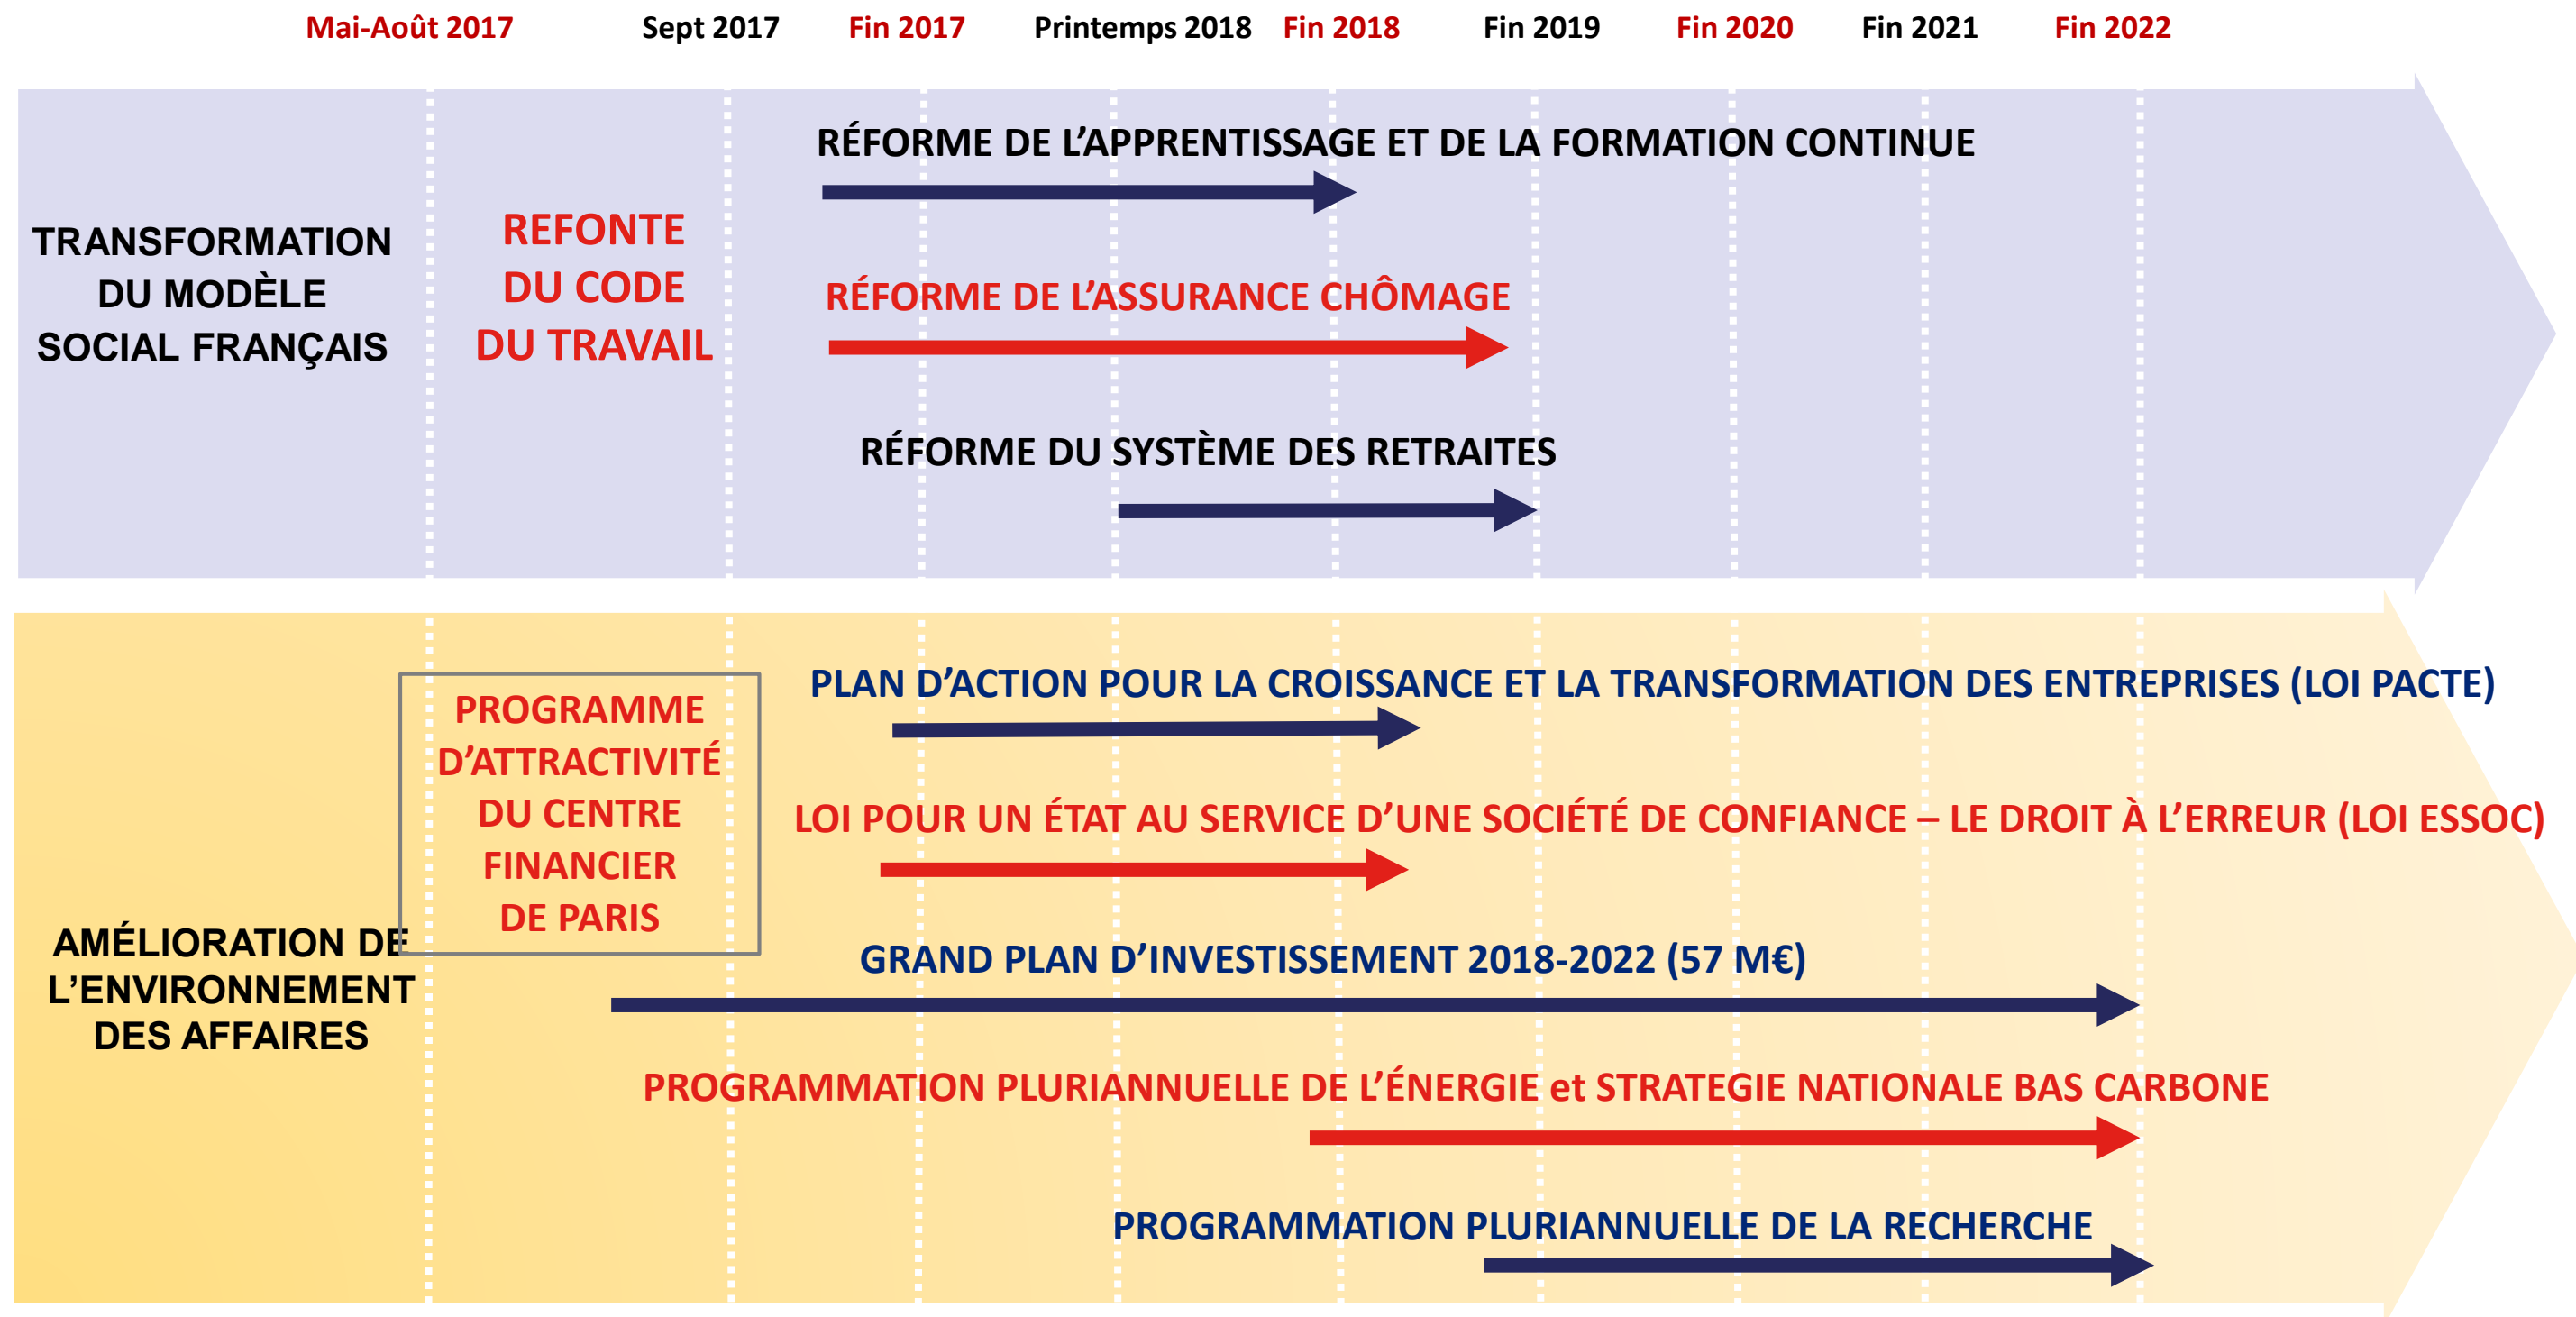 Mai-Août 2017 Sept 2017 Fin 2017 Printemps 2018 Fin 2018 Fin 2019 Fin 2020 Fin 2021 Fin 2022
TRANSFORMATION
DU MODÈLE
SOCIAL FRANÇAIS
REFONTE
DU CODE
DU TRAVAIL
RÉFORME DE L’APPRENTISSAGE ET DE LA FORMATION CONTINUE
RÉFORME DE L’ASSURANCE CHÔMAGE
RÉFORME DU SYSTÈME DES RETRAITES
AMÉLIORATION DE
L’ENVIRONNEMENT
DES AFFAIRES
PROGRAMME
D’ATTRACTIVITÉ
DU CENTRE
FINANCIER
DE PARIS
PLAN D’ACTION POUR LA CROISSANCE ET LA TRANSFORMATION DES ENTREPRISES (LOI PACTE)
LOI POUR UN ÉTAT AU SERVICE D’UNE SOCIÉTÉ DE CONFIANCE – LE DROIT À L’ERREUR (LOI ESSOC)
GRAND PLAN D’INVESTISSEMENT 2018-2022 (57 M€)
PROGRAMMATION PLURIANNUELLE DE L’ÉNERGIE et STRATEGIE NATIONALE BAS CARBONE
PROGRAMMATION PLURIANNUELLE DE LA RECHERCHE